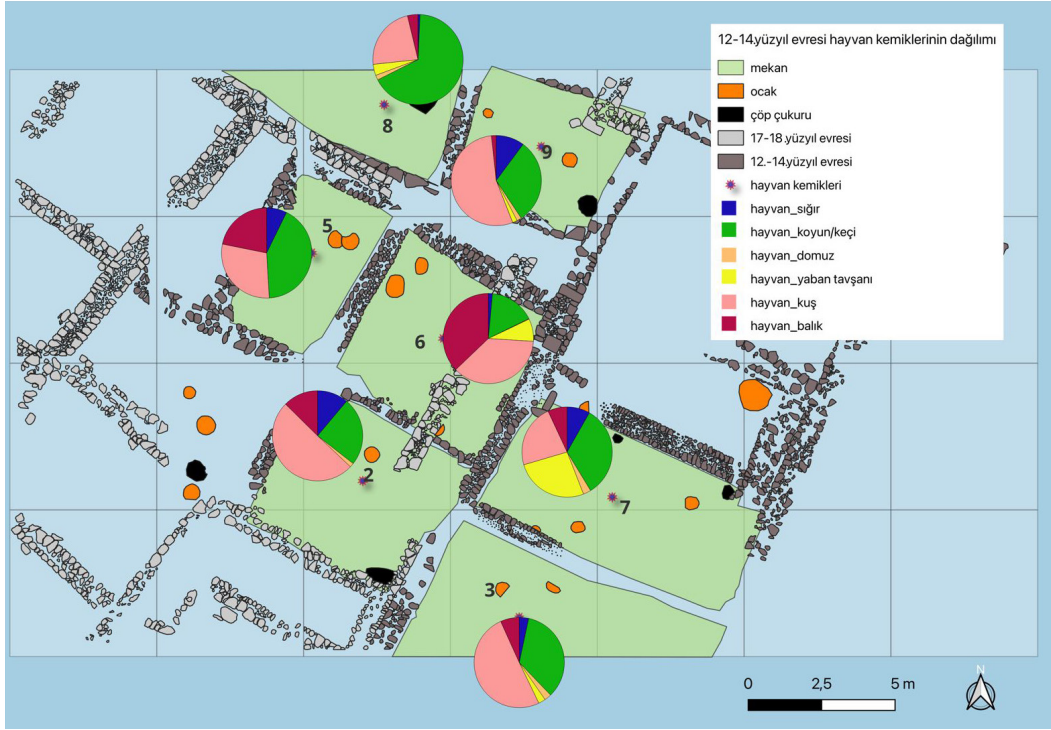 12-14.yüzyıl evresi hayvan kemiklerinin dağılımı
mekan
ocak
çöp çukuru
17-18.yüzyıl evresi
12.-14.yüzyıl evresi
hayvan kemikleri
hayvan_sığır
hayvan_koyun/keçi
hayvan_domuz
hayvan_yaban tavşanı
hayvan_kuş
hayvan_balık
8
9
5
6
2
7
3
0 2,5 5 m
N